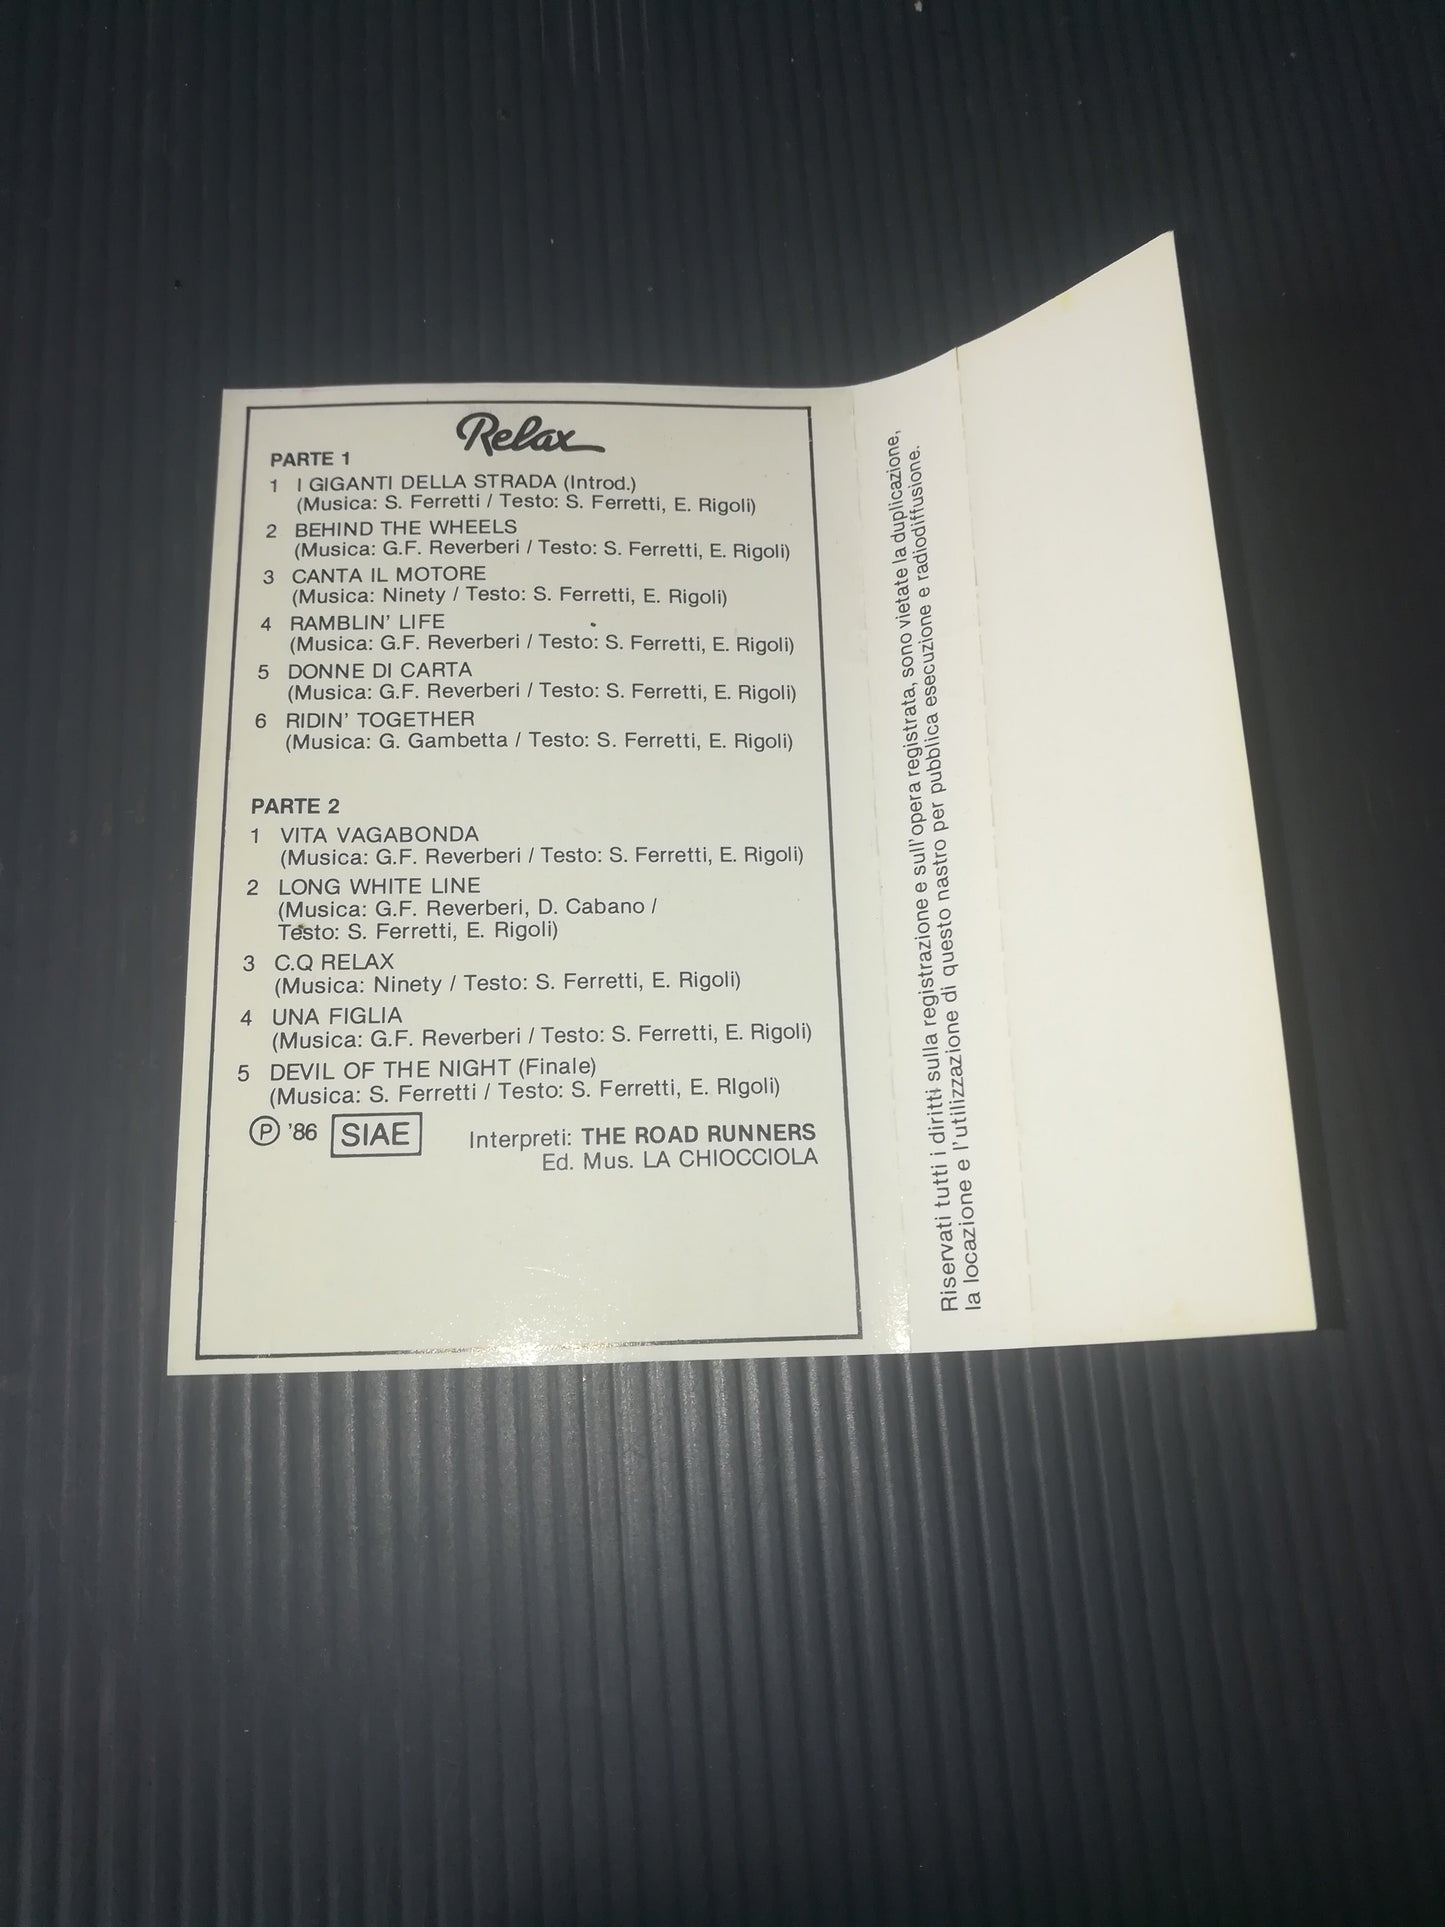 Relax
PARTE 1
1 I GIGANTI DELLA STRADA (Introd.)
(Musica: S. Ferretti / Testo: S. Ferretti, E. Rigoli)
2 BEHIND THE WHEELS
(Musica: G.F. Reverberi / Testo: S. Ferretti, E. Rigoli)
3 CANTA IL MOTORE
(Musica: Ninety / Testo: S. Ferretti, E. Rigoli)
4 RAMBLIN' LIFE
(Musica: G.F. Reverberi / Testo: S. Ferretti, E. Rigoli)
5 DONNE DI CARTA
(Musica: G.F. Reverberi / Testo: S. Ferretti, E. Rigoli)
6 RIDIN' TOGETHER
(Musica: G. Gambetta / Testo: S. Ferretti, E. Rigoli)
PARTE 2
1 VITA VAGABONDA
(Musica: G.F. Reverberi / Testo: S. Ferretti, E. Rigoli)
2 LONG WHITE LINE
(Musica: G.F. Reverberi, D. Cabano /
Testo: S. Ferretti, E. Rigoli)
3 C.Q RELAX
(Musica: Ninety / Testo: S. Ferretti, E. Rigoli)
4 UNA FIGLIA
(Musica: G.F. Reverberi / Testo: S. Ferretti, E. Rigoli)
5 DEVIL OF THE NIGHT (Finale)
(Musica: S. Ferretti / Testo: S. Ferretti, E. RIgoli)
Ⓟ '86 SIAE Interpreti: THE ROAD RUNNERS
Ed. Mus. LA CHIOCCIOLA
Riservati tutti i diritti sulla registrazione e sull'opera registrata, sono vietate la duplicazione,
la locazione e l'utilizzazione di questo nastro per pubblica esecuzione e radiodiffusione.